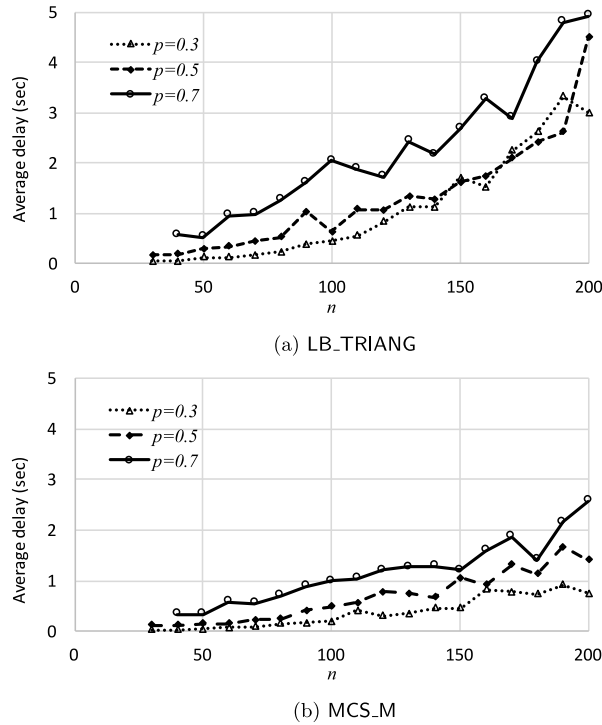 5
4
3
2
1
0
Average delay (sec)
p=0.3
p=0.5
p=0.7
0 50 100 150 200
n
(a) LB_TRIANG
5
4
3
2
1
0
Average delay (sec)
p=0.3
p=0.5
p=0.7
0 50 100 150 200
n
(b) MCS_M